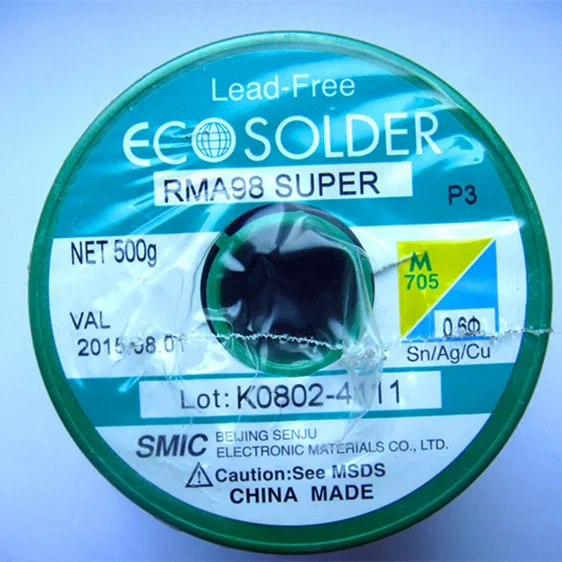 Lead-Free
ECO SOLDER
RMA98 SUPER
P3
NET 500g
M
705
VAL
2015.08.01
0.6Φ
Sn/Ag/Cu
Lot: K0802-4111
SMIC BEIJING SENJU
ELECTRONIC MATERIALS CO., LTD.
Caution:See MSDS
CHINA MADE